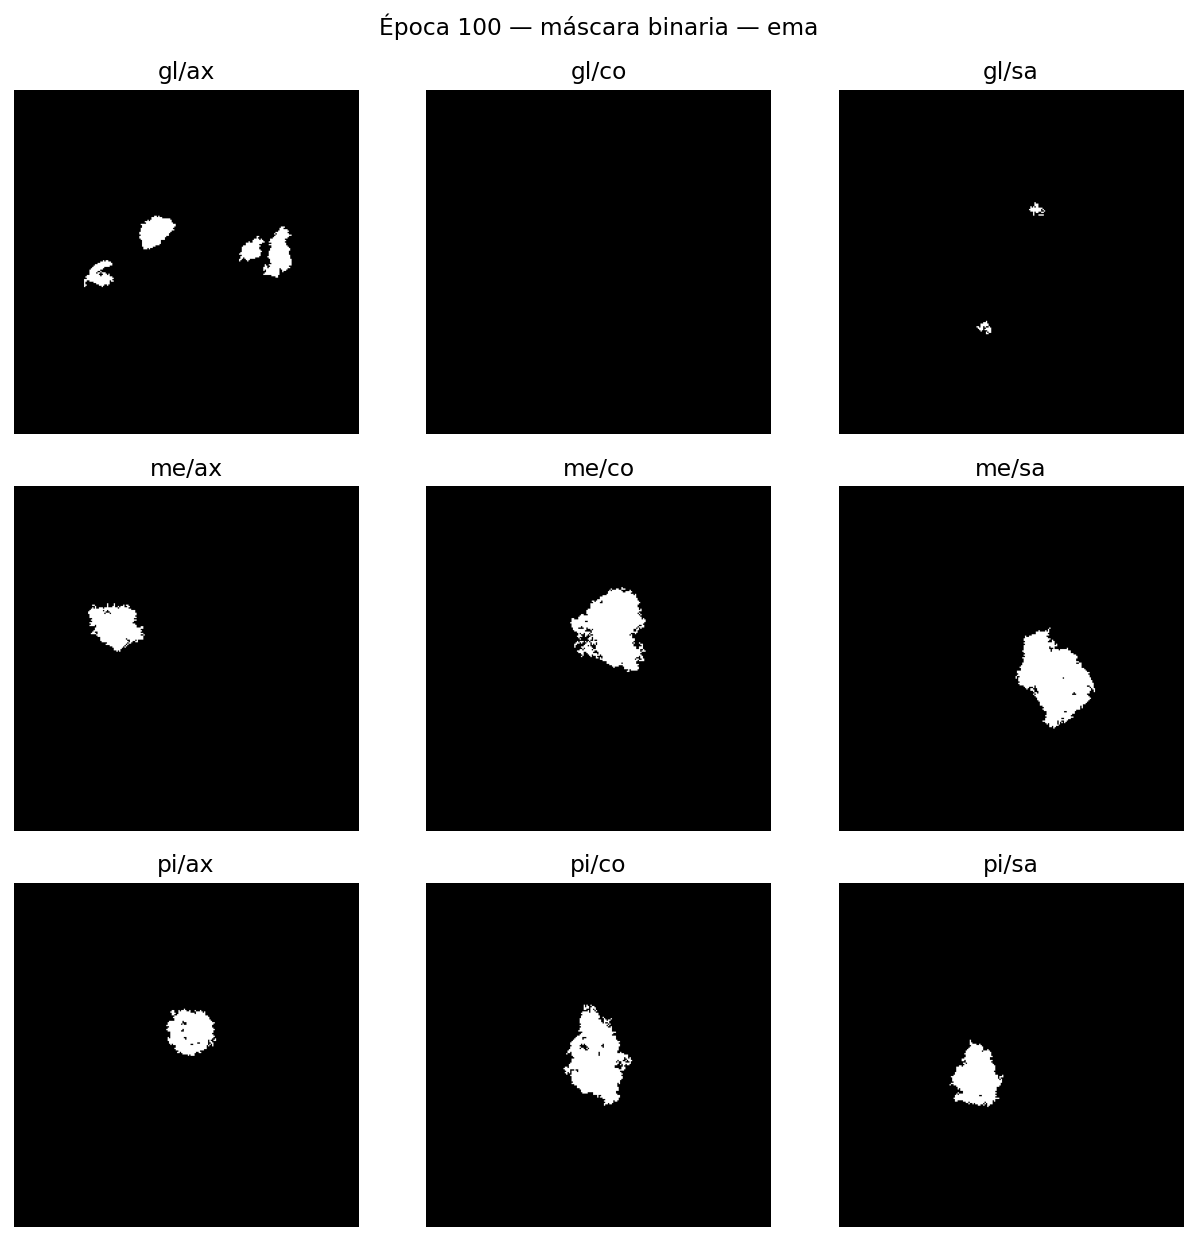 Época 100 — máscara binaria — ema
gl/ax
gl/co
gl/sa
me/ax
me/co
me/sa
pi/ax
pi/co
pi/sa